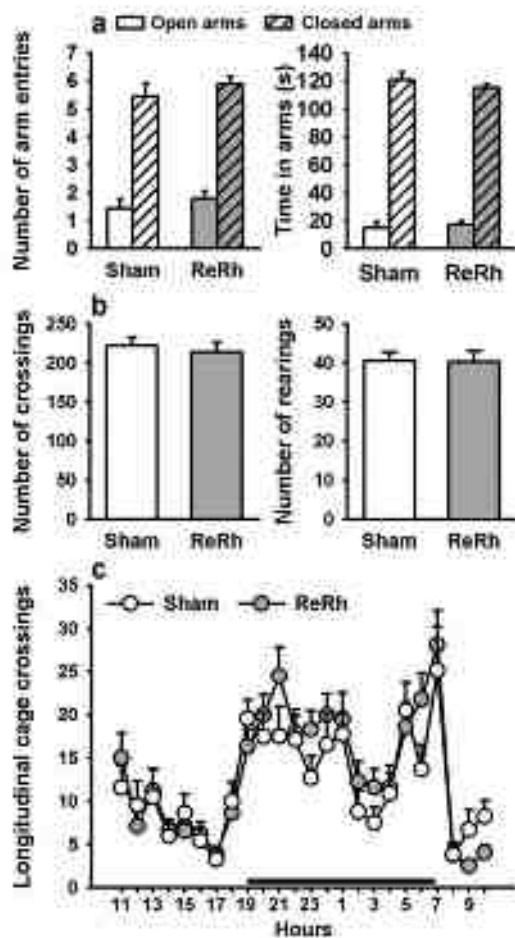 a Open arms Closed arms
Number of arm entries
7
6
5
4
3
2
1
0
Sham ReRh
Time in arms (s)
140
120
100
80
60
40
20
0
Sham ReRh
b
Number of crossings
250
200
150
100
50
0
Sham ReRh
Number of rearings
50
40
30
20
10
0
Sham ReRh
c
Sham ReRh
Longitudinal cage crossings
35
30
25
20
15
10
5
0
11 13 15 17 19 21 23 1 3 5 7 9
Hours